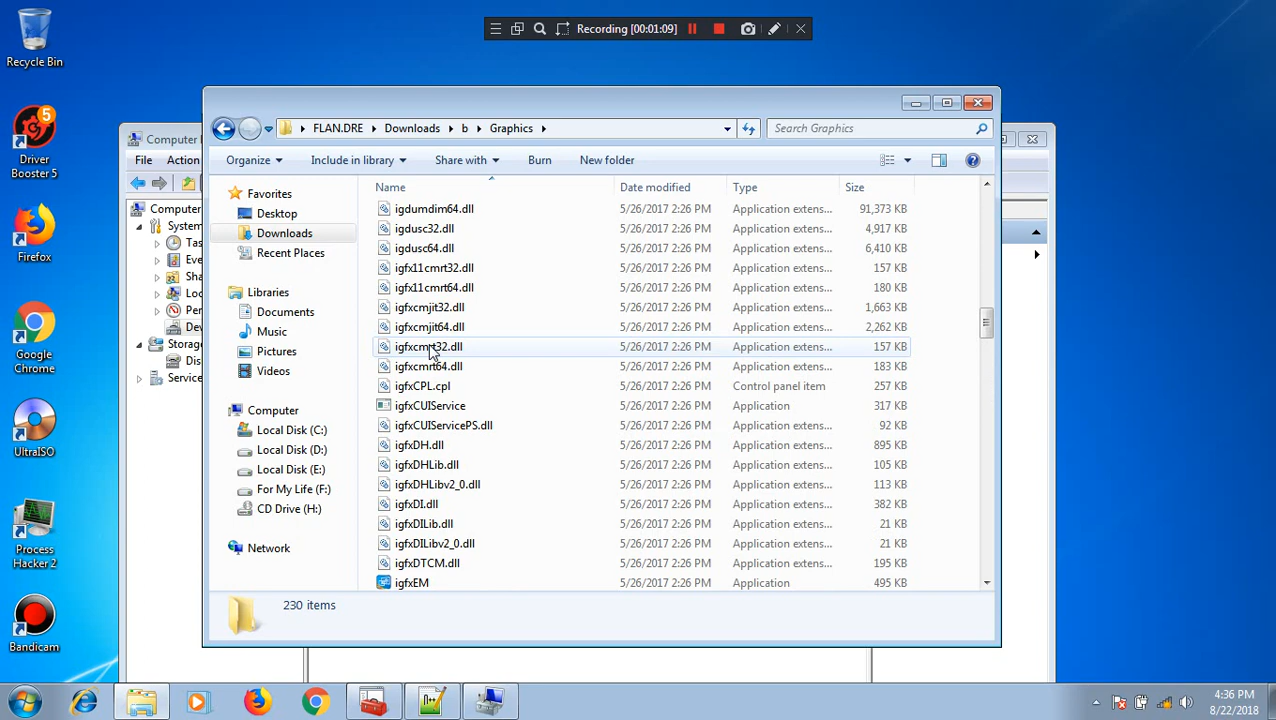 Recycle Bin
Driver
Booster 5
5
Firefox
Google
Chrome
UltraISO
Process
Hacker 2
Bandicam
Recording [00:01:09]
Computer
File Action
Computer
System
Tas
Eve
Sha
Loc
Per
Dev
Storage
Dis
Service
FLAN.DRE Downloads b Graphics
Search Graphics
Organize Include in library Share with Burn New folder
Favorites
Desktop
Downloads
Recent Places
Libraries
Documents
Music
Pictures
Videos
Computer
Local Disk (C:)
Local Disk (D:)
Local Disk (E:)
For My Life (F:)
CD Drive (H:)
Network
Name Date modified Type Size
igdumdim64.dll 5/26/2017 2:26 PM Application extens... 91,373 KB
igdusc32.dll 5/26/2017 2:26 PM Application extens... 4,917 KB
igdusc64.dll 5/26/2017 2:26 PM Application extens... 6,410 KB
igfx11cmrt32.dll 5/26/2017 2:26 PM Application extens... 157 KB
igfx11cmrt64.dll 5/26/2017 2:26 PM Application extens... 180 KB
igfxcmjit32.dll 5/26/2017 2:26 PM Application extens... 1,663 KB
igfxcmjit64.dll 5/26/2017 2:26 PM Application extens... 2,262 KB
igfxcmrt32.dll 5/26/2017 2:26 PM Application extens... 157 KB
igfxcmrt64.dll 5/26/2017 2:26 PM Application extens... 183 KB
igfxCPL.cpl 5/26/2017 2:26 PM Control panel item 257 KB
igfxCUIService 5/26/2017 2:26 PM Application 317 KB
igfxCUIServicePS.dll 5/26/2017 2:26 PM Application extens... 92 KB
igfxDH.dll 5/26/2017 2:26 PM Application extens... 895 KB
igfxDHLib.dll 5/26/2017 2:26 PM Application extens... 105 KB
igfxDHLibv2_0.dll 5/26/2017 2:26 PM Application extens... 113 KB
igfxDI.dll 5/26/2017 2:26 PM Application extens... 382 KB
igfxDILib.dll 5/26/2017 2:26 PM Application extens... 21 KB
igfxDILibv2_0.dll 5/26/2017 2:26 PM Application extens... 21 KB
igfxDTCM.dll 5/26/2017 2:26 PM Application extens... 195 KB
igfxEM 5/26/2017 2:26 PM Application 495 KB
230 items
4:36 PM
8/22/2018